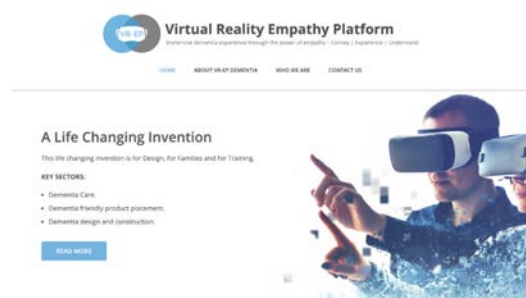 VR-EP
Virtual Reality Empathy Platform
Immersive dementia experience through the power of empathy - Convey | Experience | Understand
HOME
ABOUT VR-EP DEMENTIA
WHO WE ARE
CONTACT US
A Life Changing Invention
This life changing invention is for Design, for Families and for Training.
KEY SECTORS:
• Dementia Care.
• Dementia friendly product placement.
• Dementia design and construction.
READ MORE